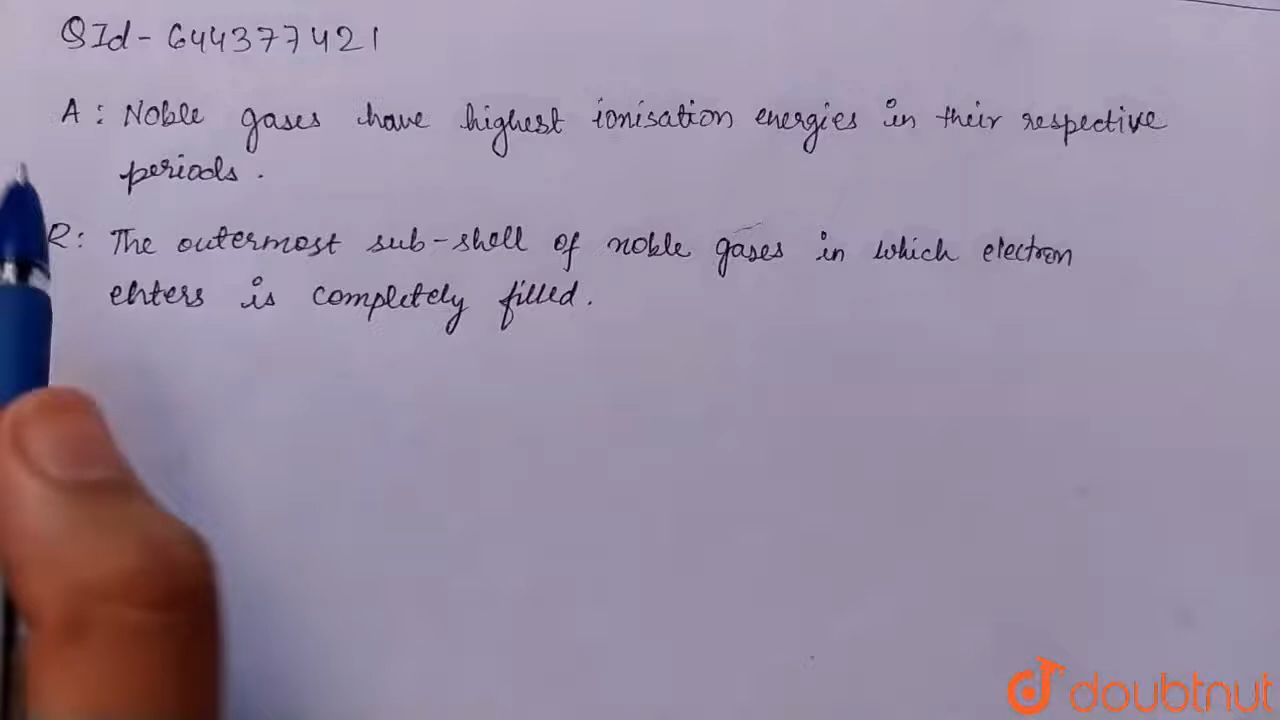 QId - 644377421
A: Noble gases have highest ionisation energies in their respective
periods.
R: The outermost sub-shell of noble gases in which electron
enters is completely filled.
doubtnut